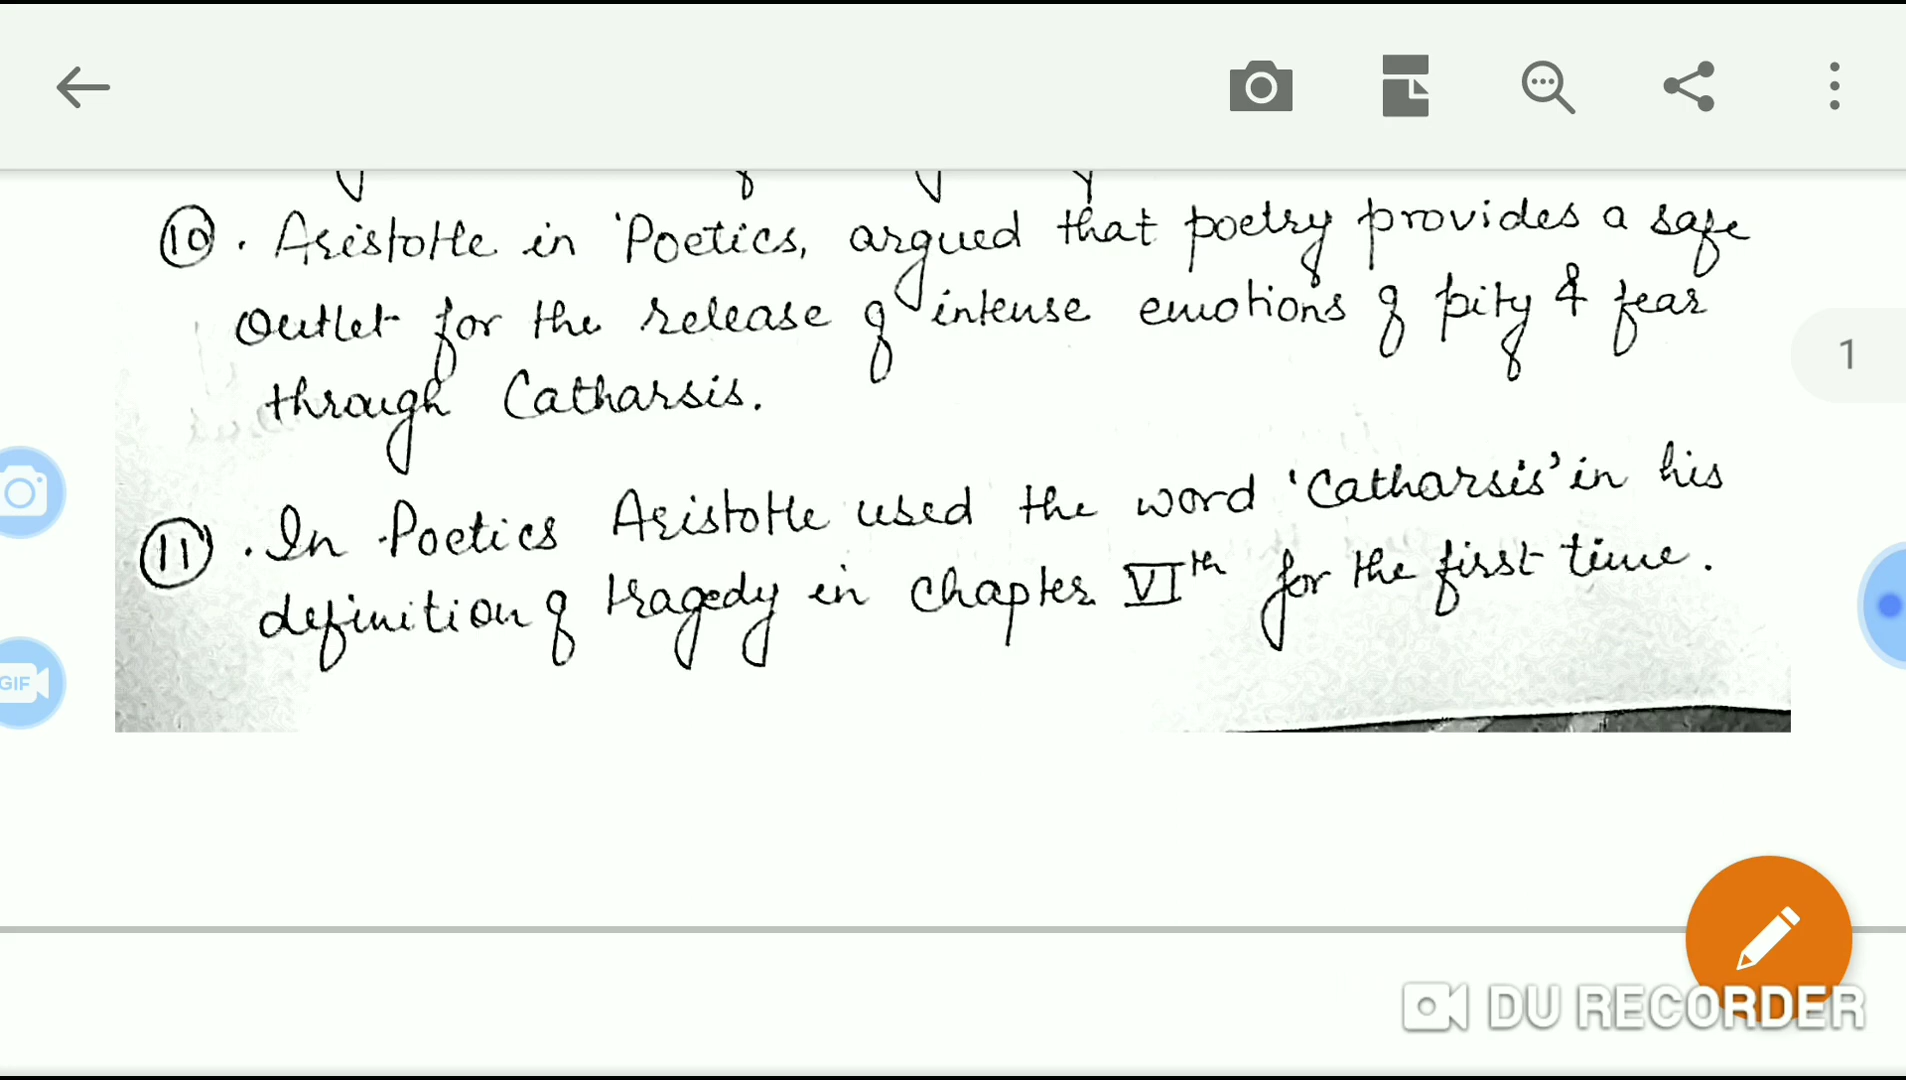 10. Aristotle in 'Poetics, argued that poetry provides a safe
outlet for the release of intense emotions of pity & fear
through Catharsis.
1
11. In Poetics Aristotle used the word 'Catharsis' in his
definition of tragedy in chapter VIth for the first time.
GIF
DU RECORDER